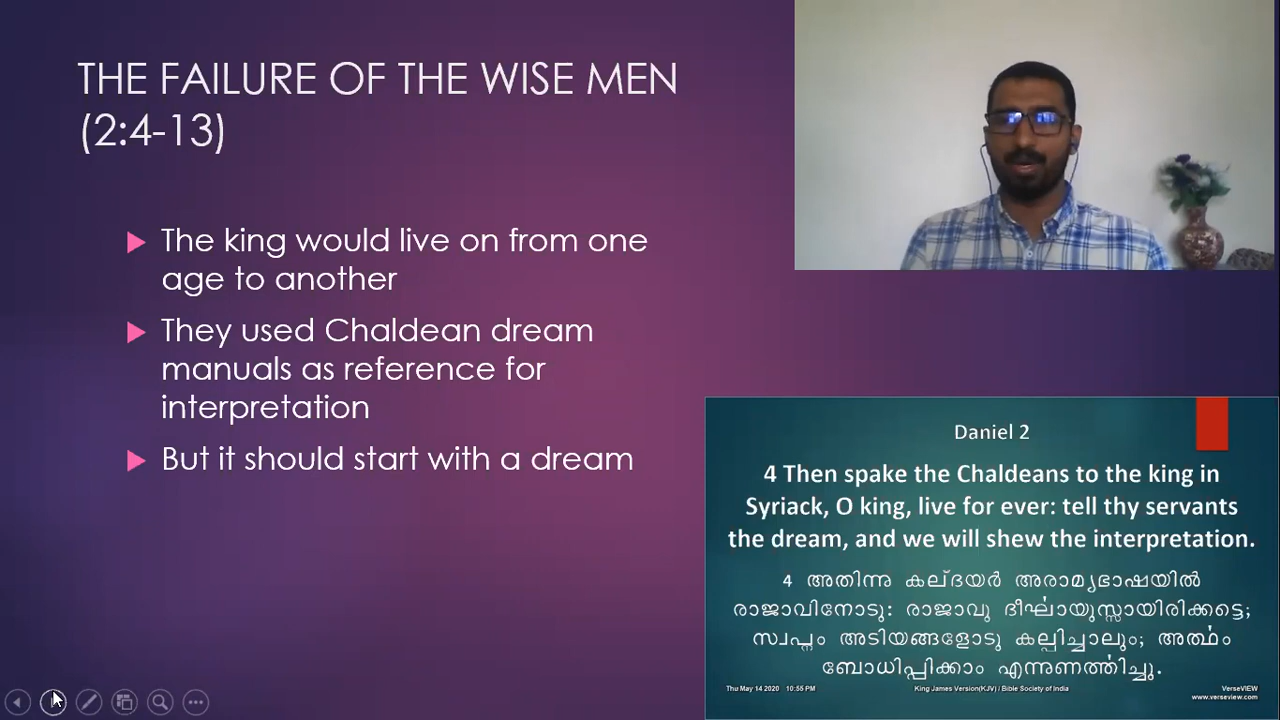 THE FAILURE OF THE WISE MEN
(2:4-13)
The king would live on from one
age to another
They used Chaldean dream
manuals as reference for
interpretation
But it should start with a dream
Daniel 2
4 Then spake the Chaldeans to the king in
Syriack, O king, live for ever: tell thy servants
the dream, and we will shew the interpretation.
4 അതിന്നു കല്ദയർ അരാമ്യഭാഷയിൽ
രാജാവിനോടു: രാജാവു ദീൎഘായുസ്സായിരിക്കട്ടെ;
സ്വപ്നം അടിയങ്ങളോടു കല്പിച്ചാലും; അൎത്ഥം
ബോധിപ്പിക്കാം എന്നുണൎത്തിച്ചു.
Thu May 14 2020 10:55 PM
King James Version(KJV) / Bible Society of India
VerseVIEW
www.verseview.com